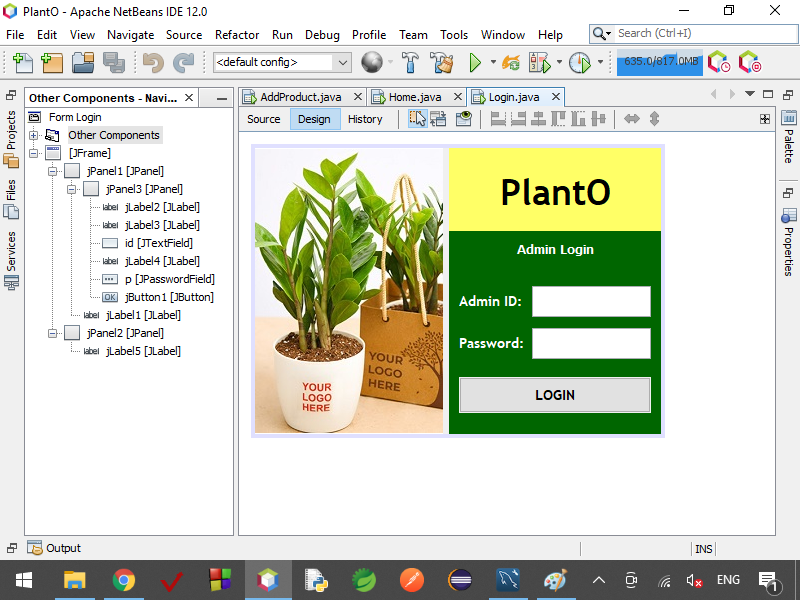 PlantO - Apache NetBeans IDE 12.0
File Edit View Navigate Source Refactor Run Debug Profile Team Tools Window Help
Search (Ctrl+I)
<default config>
635.0/817.0MB
Projects
Files
Services
Other Components - Navi...
Form Login
Other Components
[JFrame]
jPanel1 [JPanel]
jPanel3 [JPanel]
label jLabel2 [JLabel]
label jLabel3 [JLabel]
id [JTextField]
label jLabel4 [JLabel]
p [JPasswordField]
OK jButton1 [JButton]
label jLabel1 [JLabel]
jPanel2 [JPanel]
label jLabel5 [JLabel]
AddProduct.java Home.java Login.java
Source Design History
YOUR
LOGO
HERE
YOUR
LOGO
HERE
PlantO
Admin Login
Admin ID:
Password:
LOGIN
Palette
Properties
Output
INS
ENG
1